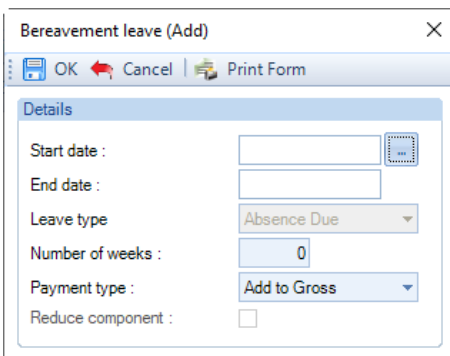 Bereavement leave (Add)
OK Cancel Print Form
Details
Start date : ...
End date :
Leave type Absence Due
Number of weeks : 0
Payment type : Add to Gross
Reduce component :